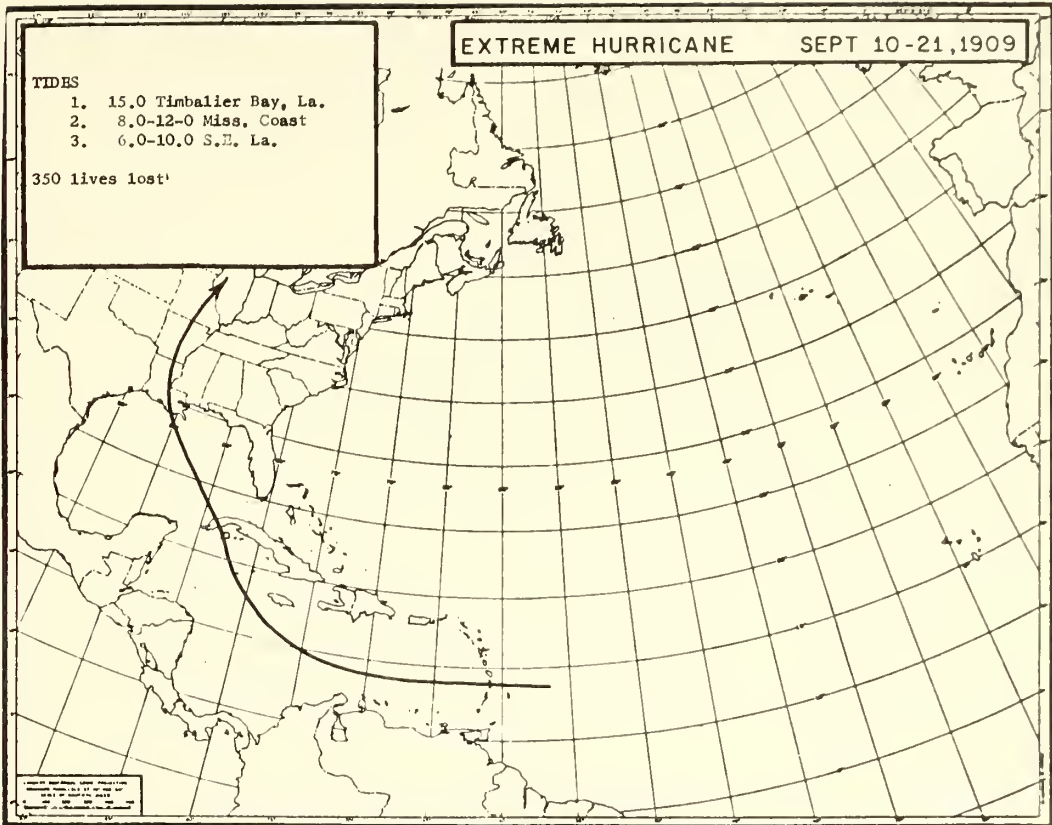 EXTREME HURRICANE SEPT 10-21,1909
TIDES
1. 15.0 Timbalier Bay, La.
2. 8.0-12-0 Miss. Coast
3. 6.0-10.0 S.E. La.
350 lives lost